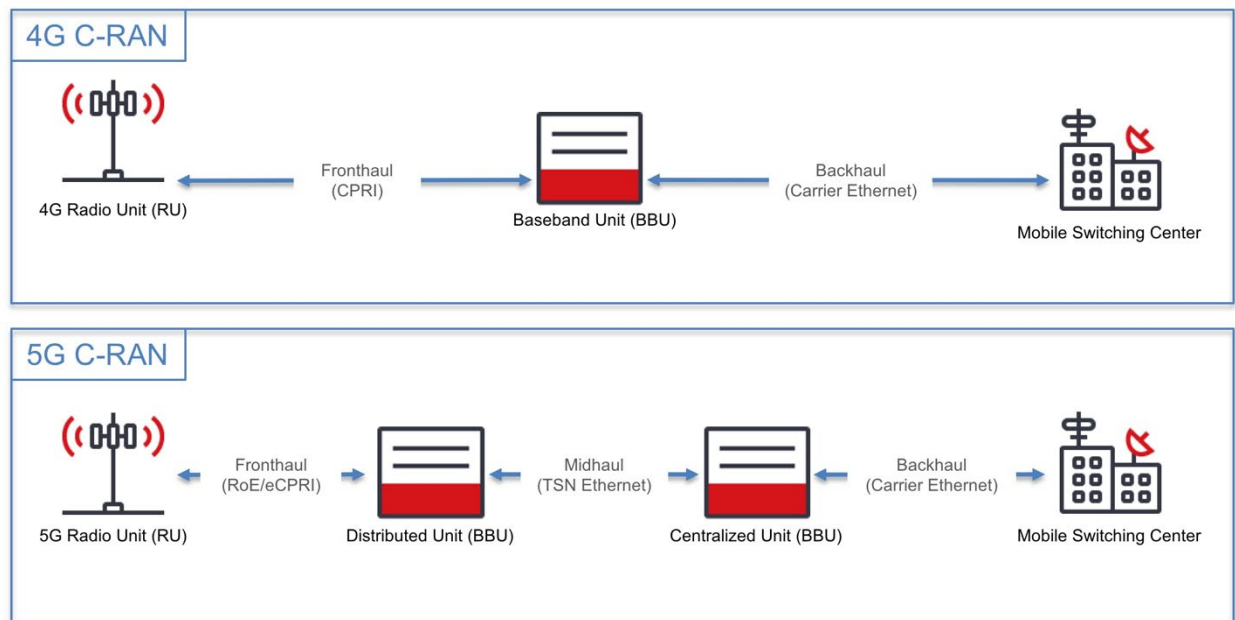 4G C-RAN
Fronthaul
(CPRI)
Backhaul
(Carrier Ethernet)
4G Radio Unit (RU)
Baseband Unit (BBU)
Mobile Switching Center
5G C-RAN
Fronthaul
(RoE/eCPRI)
Midhaul
(TSN Ethernet)
Backhaul
(Carrier Ethernet)
5G Radio Unit (RU)
Distributed Unit (BBU)
Centralized Unit (BBU)
Mobile Switching Center